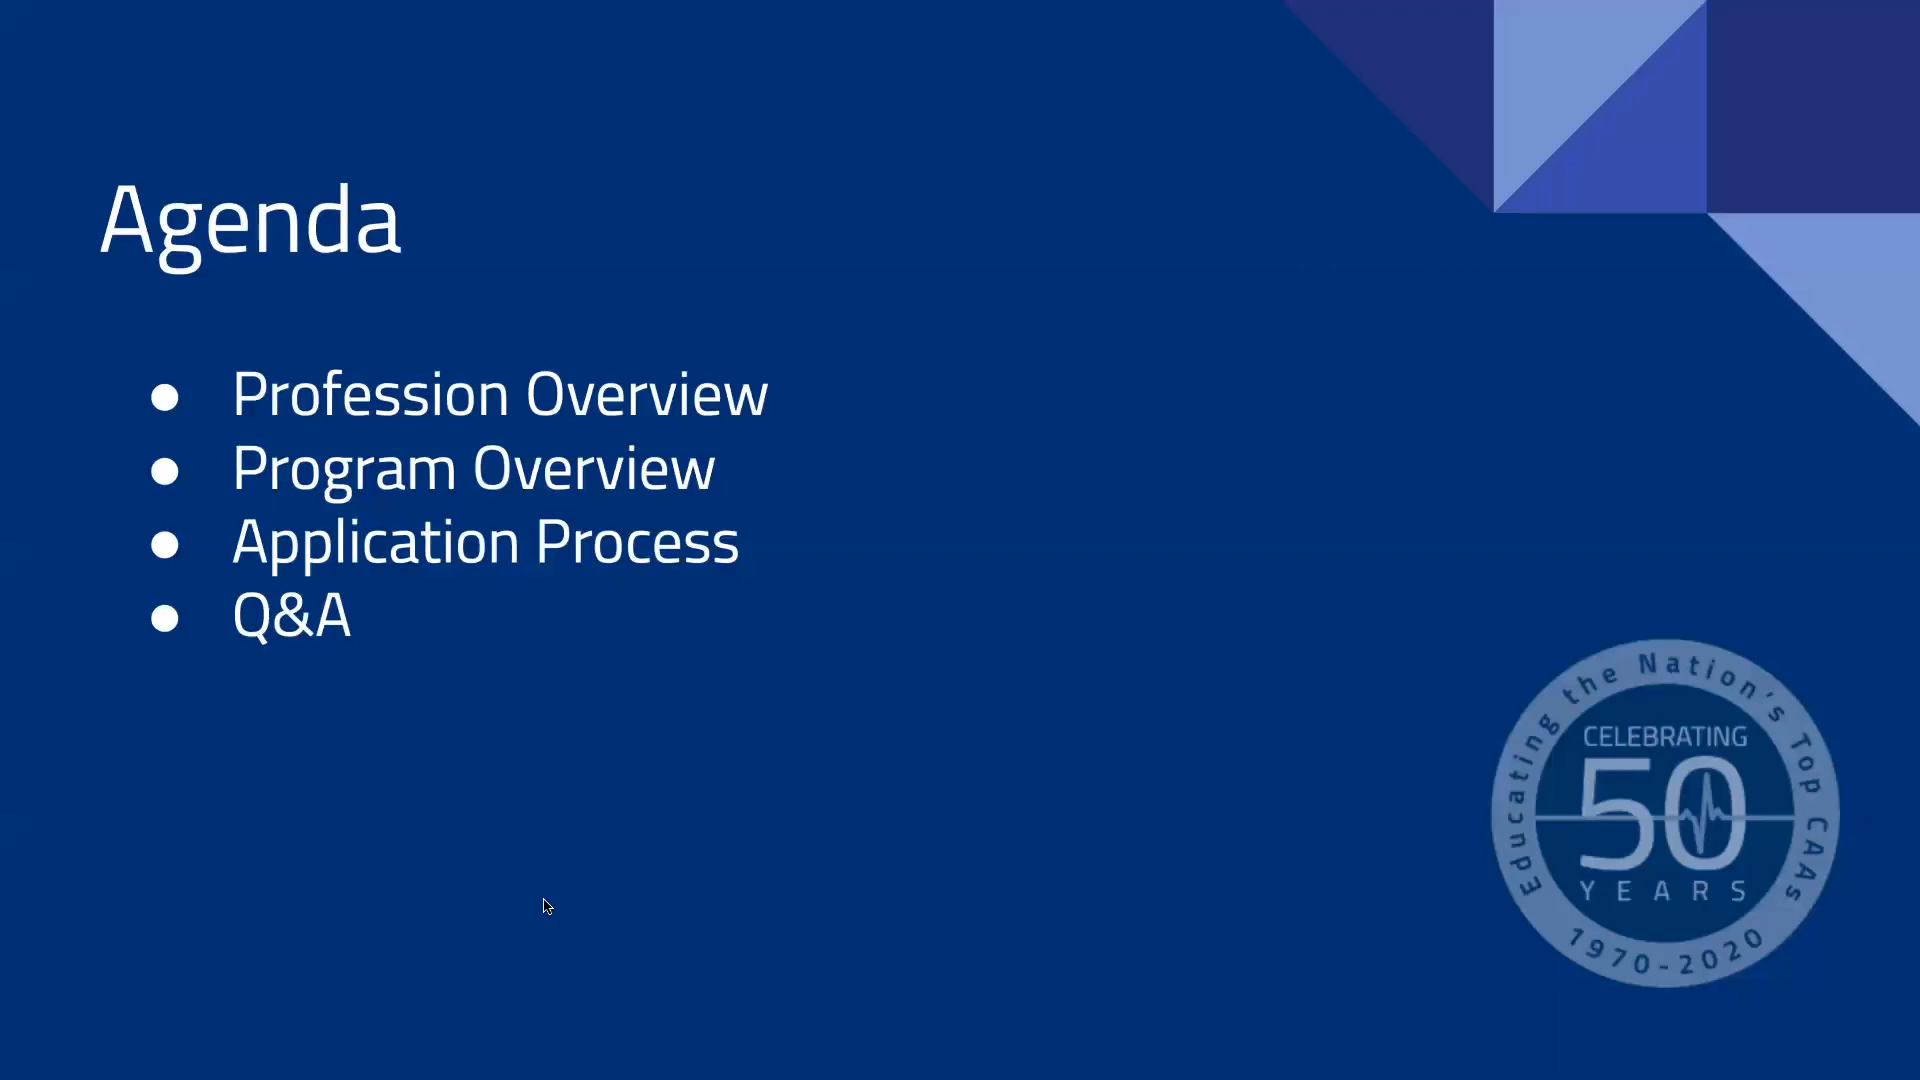 Agenda
● Profession Overview
● Program Overview
● Application Process
● Q&A
Educating the Nation's Top CAAs
CELEBRATING
50
YEARS
1970-2020